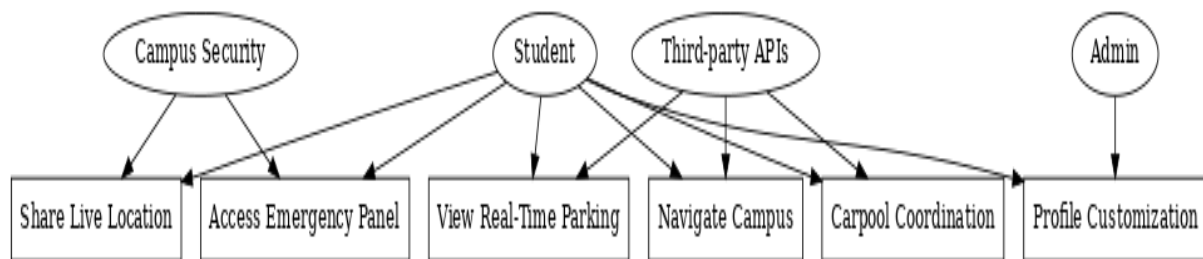 Campus Security
Student
Third-party APIs
Admin
Share Live Location
Access Emergency Panel
View Real-Time Parking
Navigate Campus
Carpool Coordination
Profile Customization